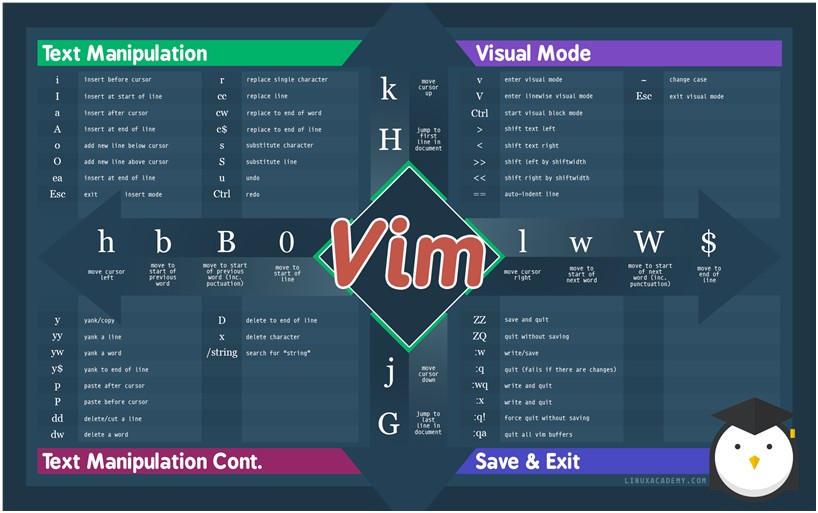 Text Manipulation
i insert before cursor
I insert at start of line
a insert after cursor
A insert at end of line
o add new line below cursor
O add new line above cursor
ea insert at end of line
Esc exit insert mode
r replace single character
cc replace line
cw replace to end of word
c$ replace to end of line
s substitute character
S substitute line
u undo
Ctrl redo
k
move
cursor
up
H
jump to
first
line in
document
Visual Mode
v enter visual mode
V enter linewise visual mode
Ctrl start visual block mode
> shift text left
< shift text right
>> shift left by shiftwidth
<< shift right by shiftwidth
== auto-indent line
~ change case
Esc exit visual mode
h
move cursor
left
b
move to
start of
previous
word
B
move to start
of previous
word (inc.
puctuation)
0
move to
start of
line
Vim
l
move cursor
right
w
move to
start of
next word
W
move to
start of next
word (inc.
punctuation)
$
move to
end of
line
y yank/copy
yy yank a line
yw yank a word
y$ yank to end of line
p paste after cursor
P paste before cursor
dd delete/cut a line
dw delete a word
D delete to end of line
x delete character
/string search for "string"
j
move
cursor
down
G
Jump to
last
line in
document
ZZ save and quit
ZQ quit without saving
:w write/save
:q quit (fails if there are changes)
:wq write and quit
:x write and quit
:q! force quit without saving
:qa quit all vim buffers
Text Manipulation Cont.
Save & Exit
LINUXACADEMY.COM